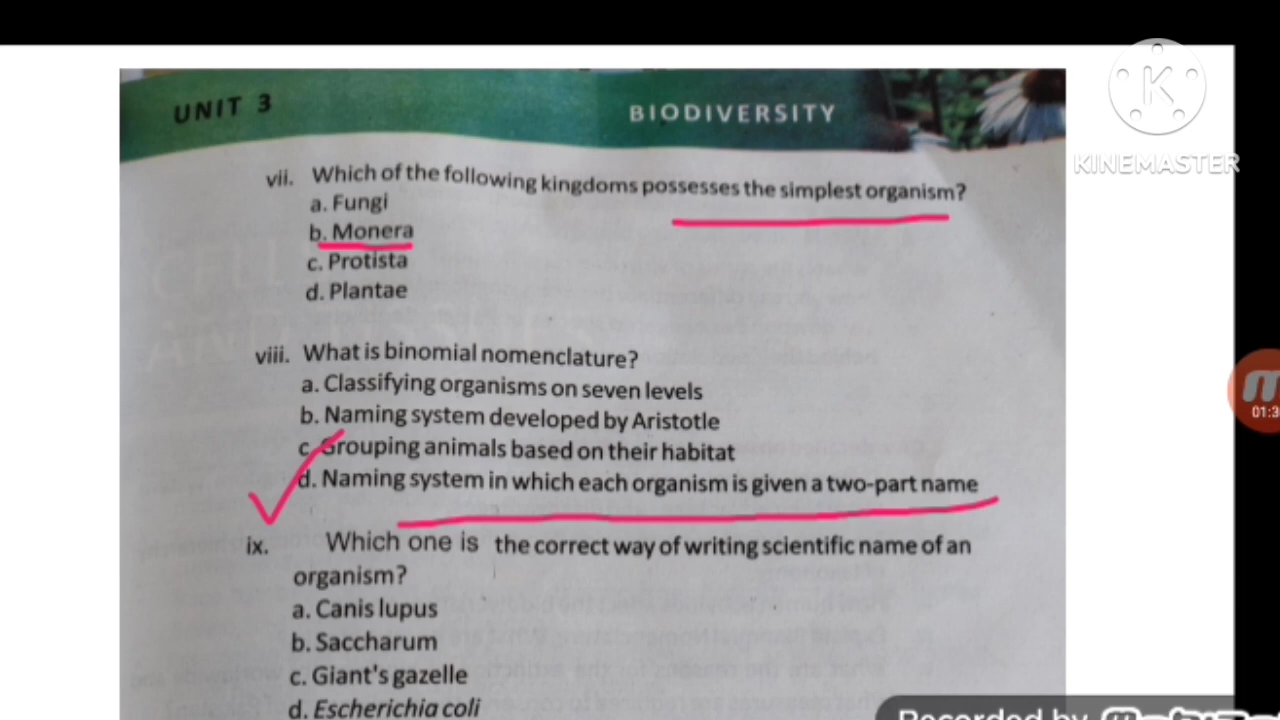 UNIT 3
BIODIVERSITY
KINEMASTER
vii. Which of the following kingdoms possesses the simplest organism?
a. Fungi
b. Monera
c. Protista
d. Plantae
viii. What is binomial nomenclature?
a. Classifying organisms on seven levels
b. Naming system developed by Aristotle
c. Grouping animals based on their habitat
d. Naming system in which each organism is given a two-part name
ix. Which one is the correct way of writing scientific name of an
organism?
a. Canis lupus
b. Saccharum
c. Giant's gazelle
d. Escherichia coli
Recorded by